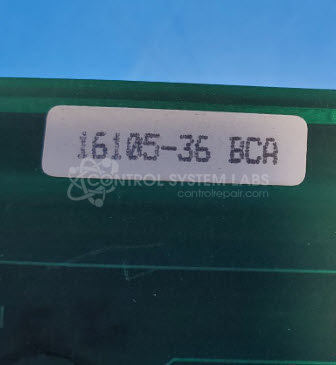 16105-36 BCA
CONTROL SYSTEM LABS
controlrepair.com